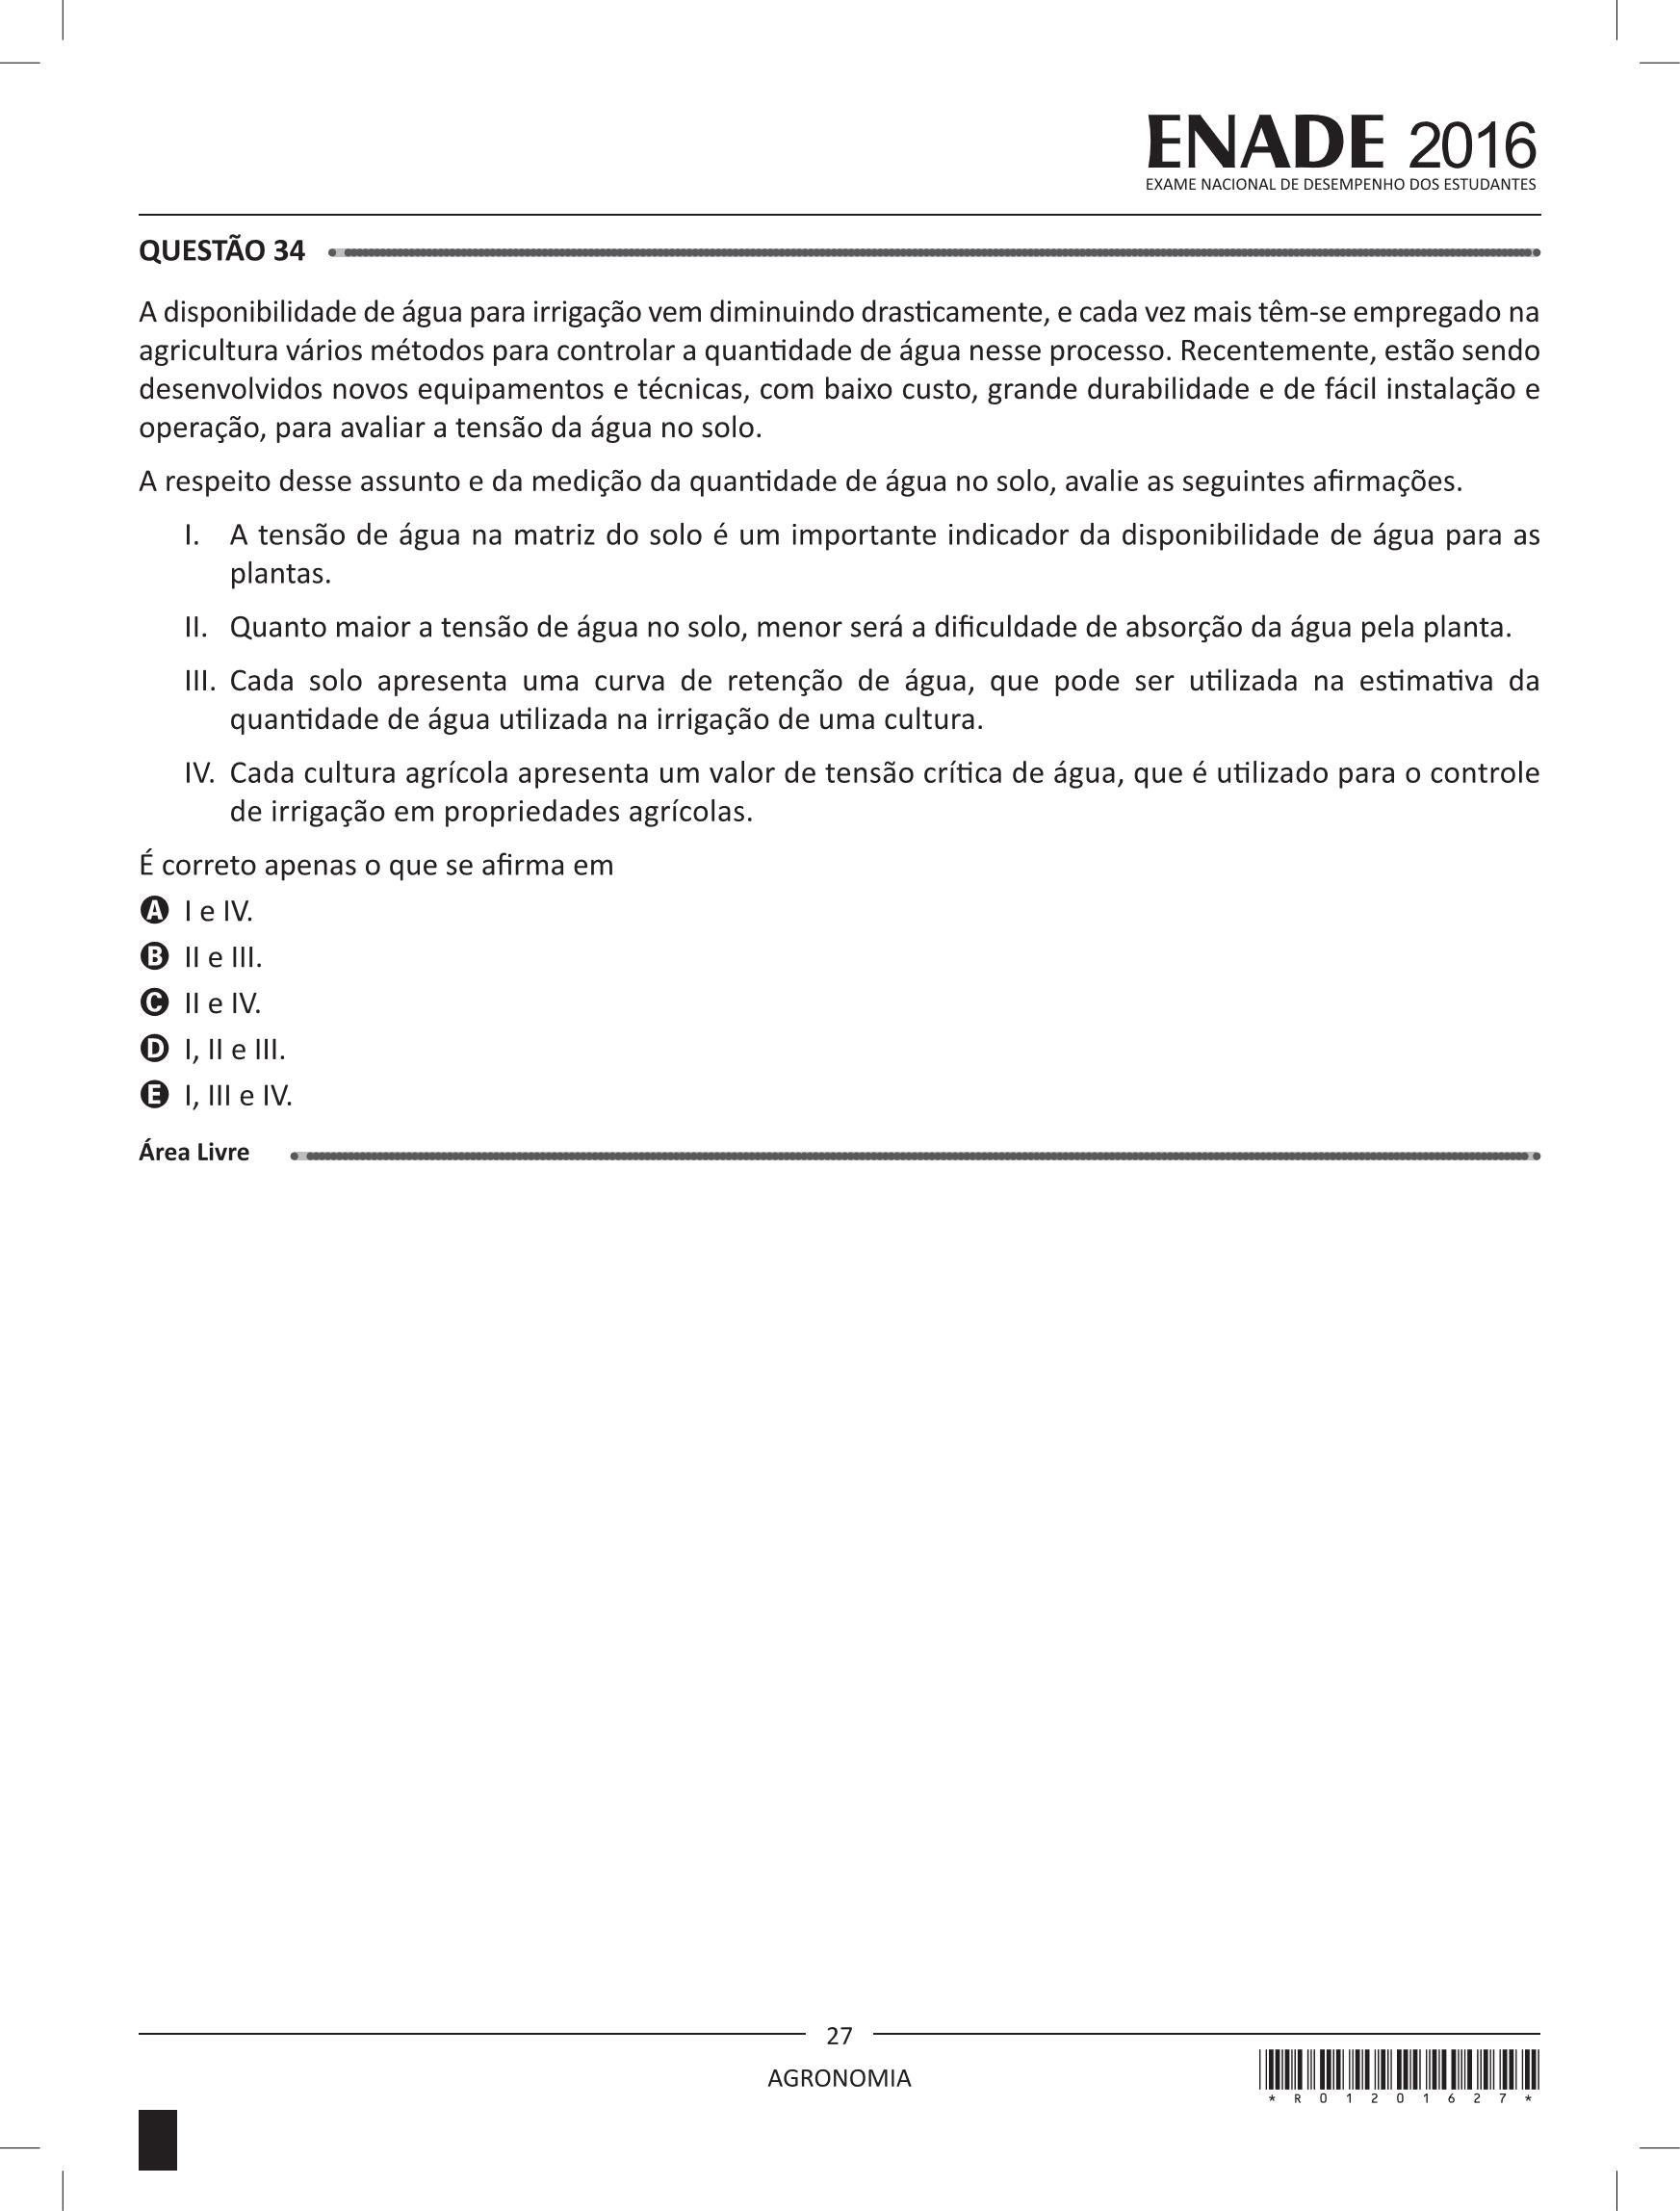 ENADE 2016
EXAME NACIONAL DE DESEMPENHO DOS ESTUDANTES
QUESTÃO 34
A disponibilidade de água para irrigação vem diminuindo drasticamente, e cada vez mais têm-se empregado na
agricultura vários métodos para controlar a quantidade de água nesse processo. Recentemente, estão sendo
desenvolvidos novos equipamentos e técnicas, com baixo custo, grande durabilidade e de fácil instalação e
operação, para avaliar a tensão da água no solo.
A respeito desse assunto e da medição da quantidade de água no solo, avalie as seguintes afirmações.
I. A tensão de água na matriz do solo é um importante indicador da disponibilidade de água para as
plantas.
II. Quanto maior a tensão de água no solo, menor será a dificuldade de absorção da água pela planta.
III. Cada solo apresenta uma curva de retenção de água, que pode ser utilizada na estimativa da
quantidade de água utilizada na irrigação de uma cultura.
IV. Cada cultura agrícola apresenta um valor de tensão crítica de água, que é utilizado para o controle
de irrigação em propriedades agrícolas.
É correto apenas o que se afirma em
A I e IV.
B II e III.
C II e IV.
D I, II e III.
E I, III e IV.
Área Livre
27
AGRONOMIA
* R 0 1 2 0 1 6 2 7 *